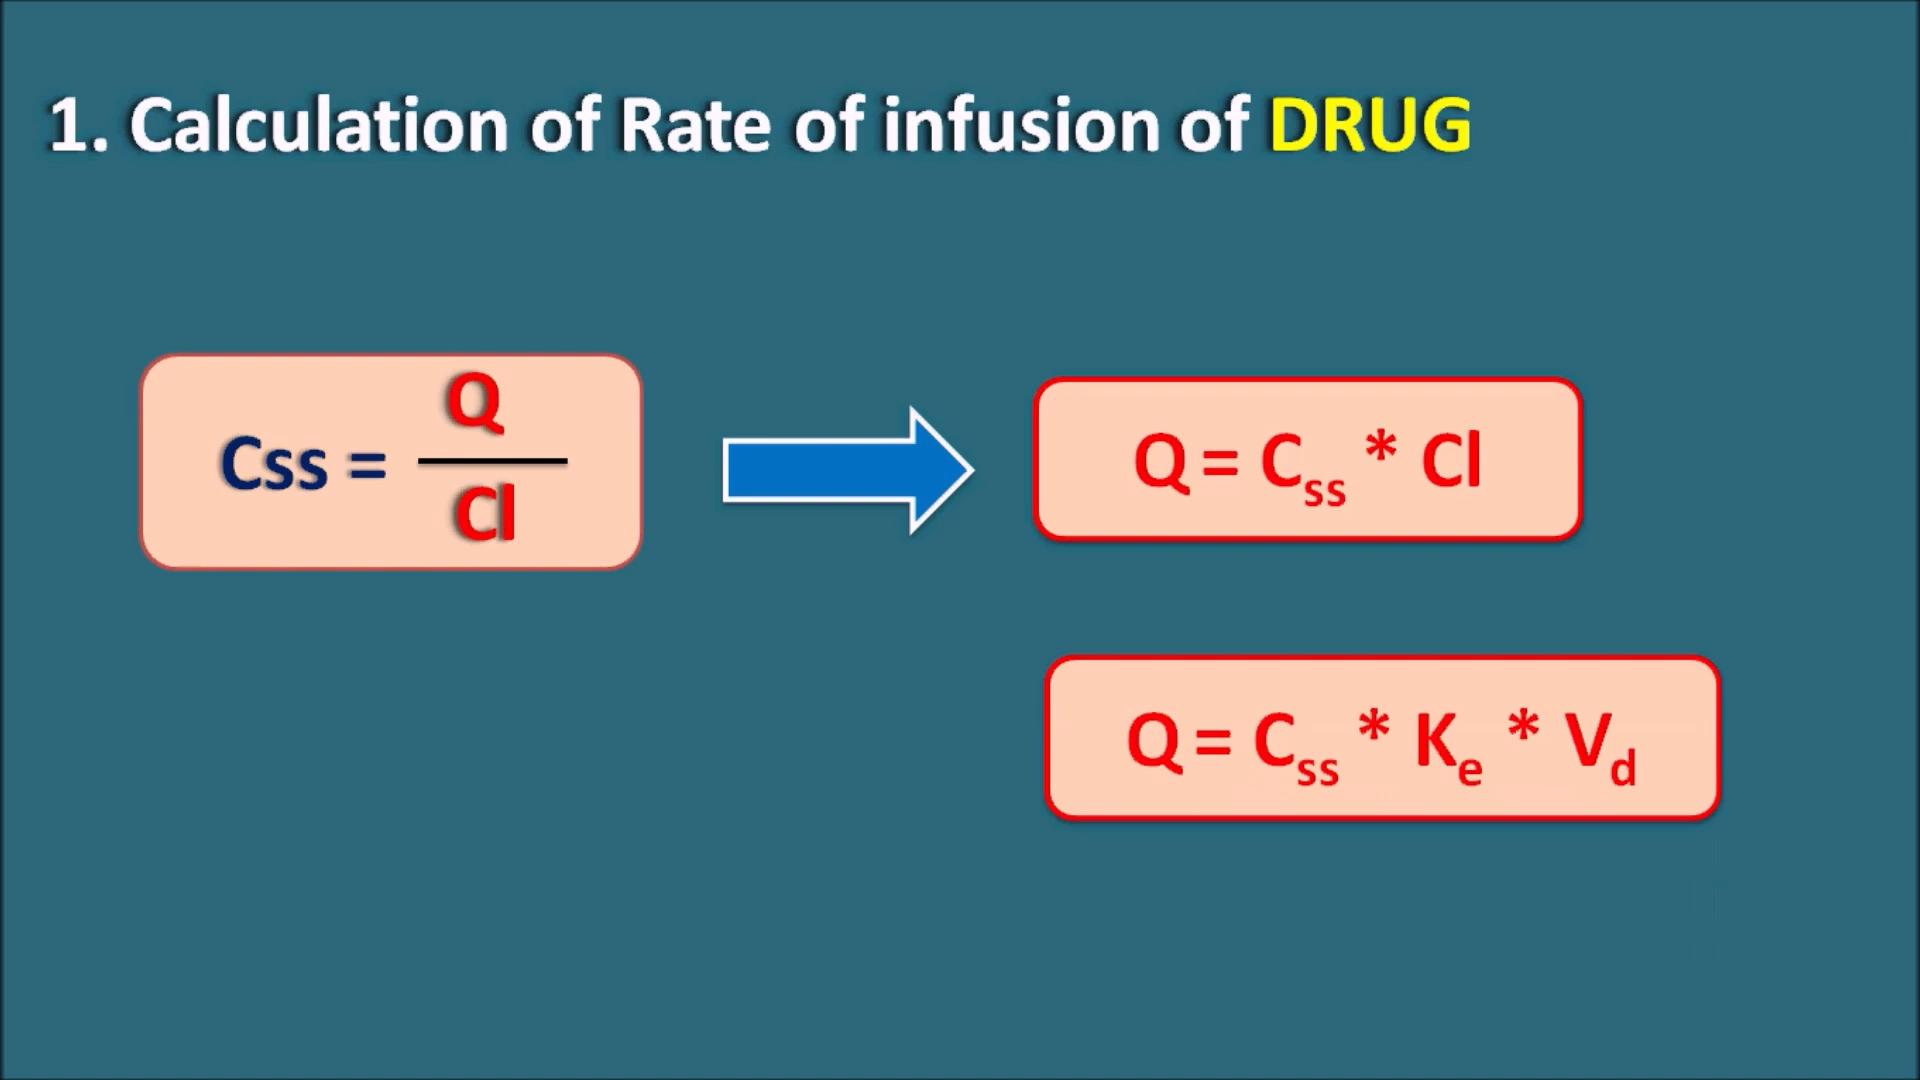 1. Calculation of Rate of infusion of DRUG
Css = Q / Cl
Q = Css * Cl
Q = Css * Ke * Vd